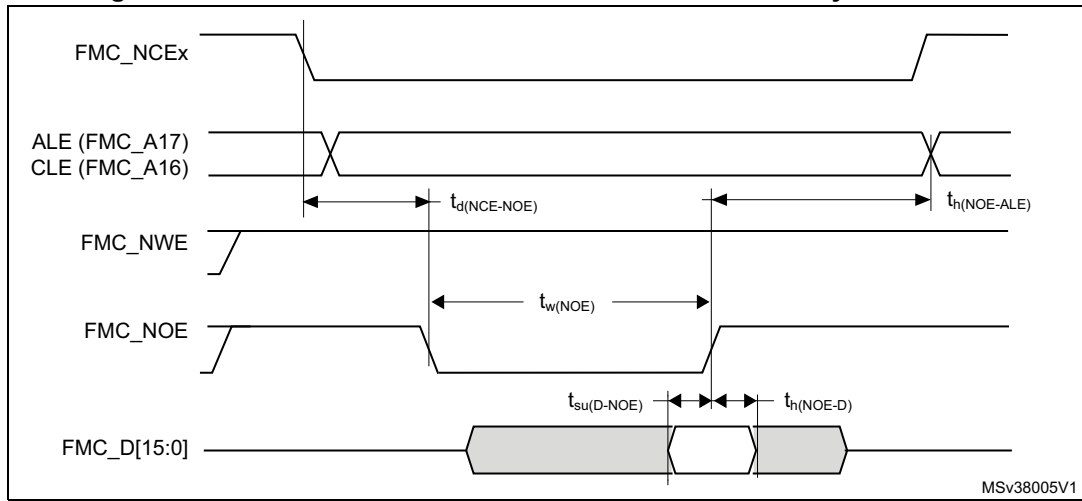 FMC_NCEx
ALE (FMC_A17)
CLE (FMC_A16)
td(NCE-NOE)
th(NOE-ALE)
FMC_NWE
tw(NOE)
FMC_NOE
tsu(D-NOE)
th(NOE-D)
FMC_D[15:0]
MSv38005V1